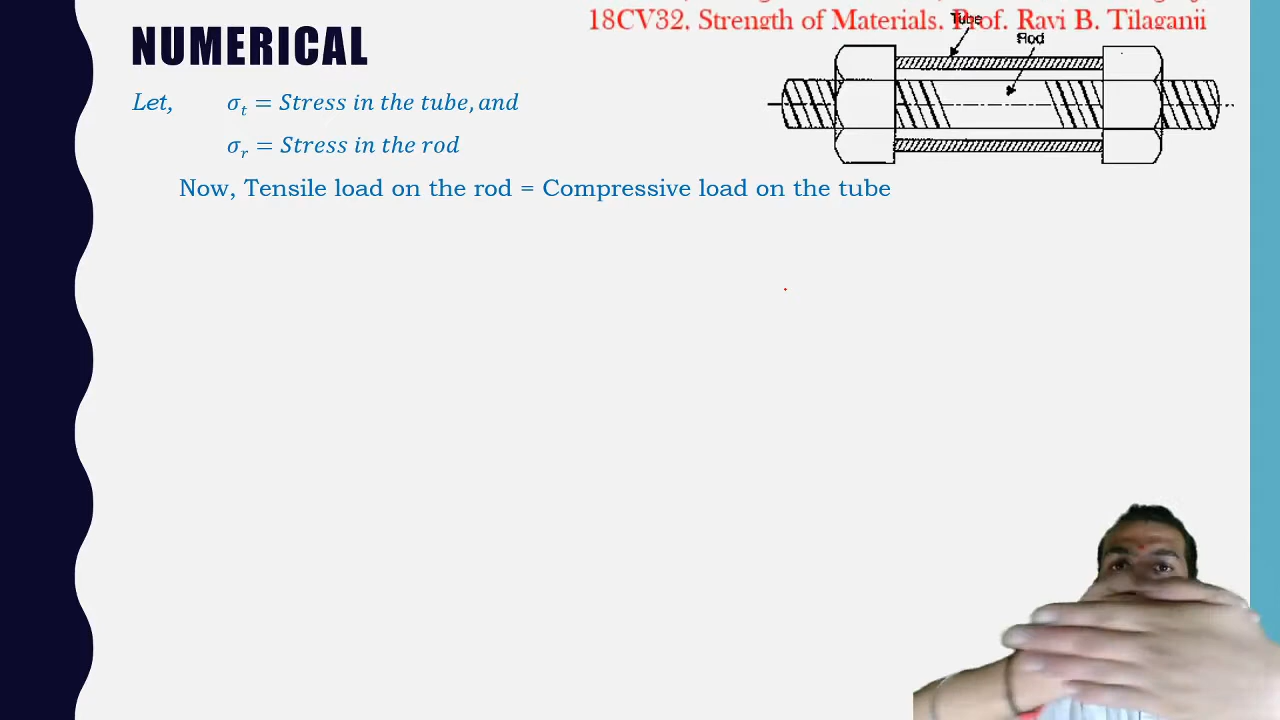 18CV32. Strength of Materials. Prof. Ravi B. Tilaganji
NUMERICAL
Tube
Rod
Let, σₜ = Stress in the tube, and
σᵣ = Stress in the rod
Now, Tensile load on the rod = Compressive load on the tube